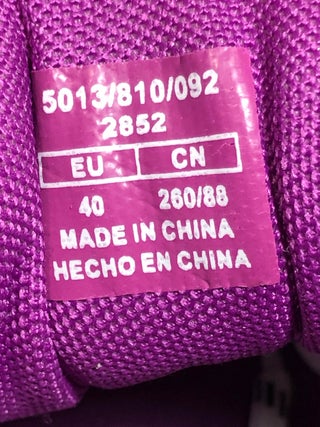 5013/810/092
2852
EU CN
40 260/88
MADE IN CHINA
HECHO EN CHINA